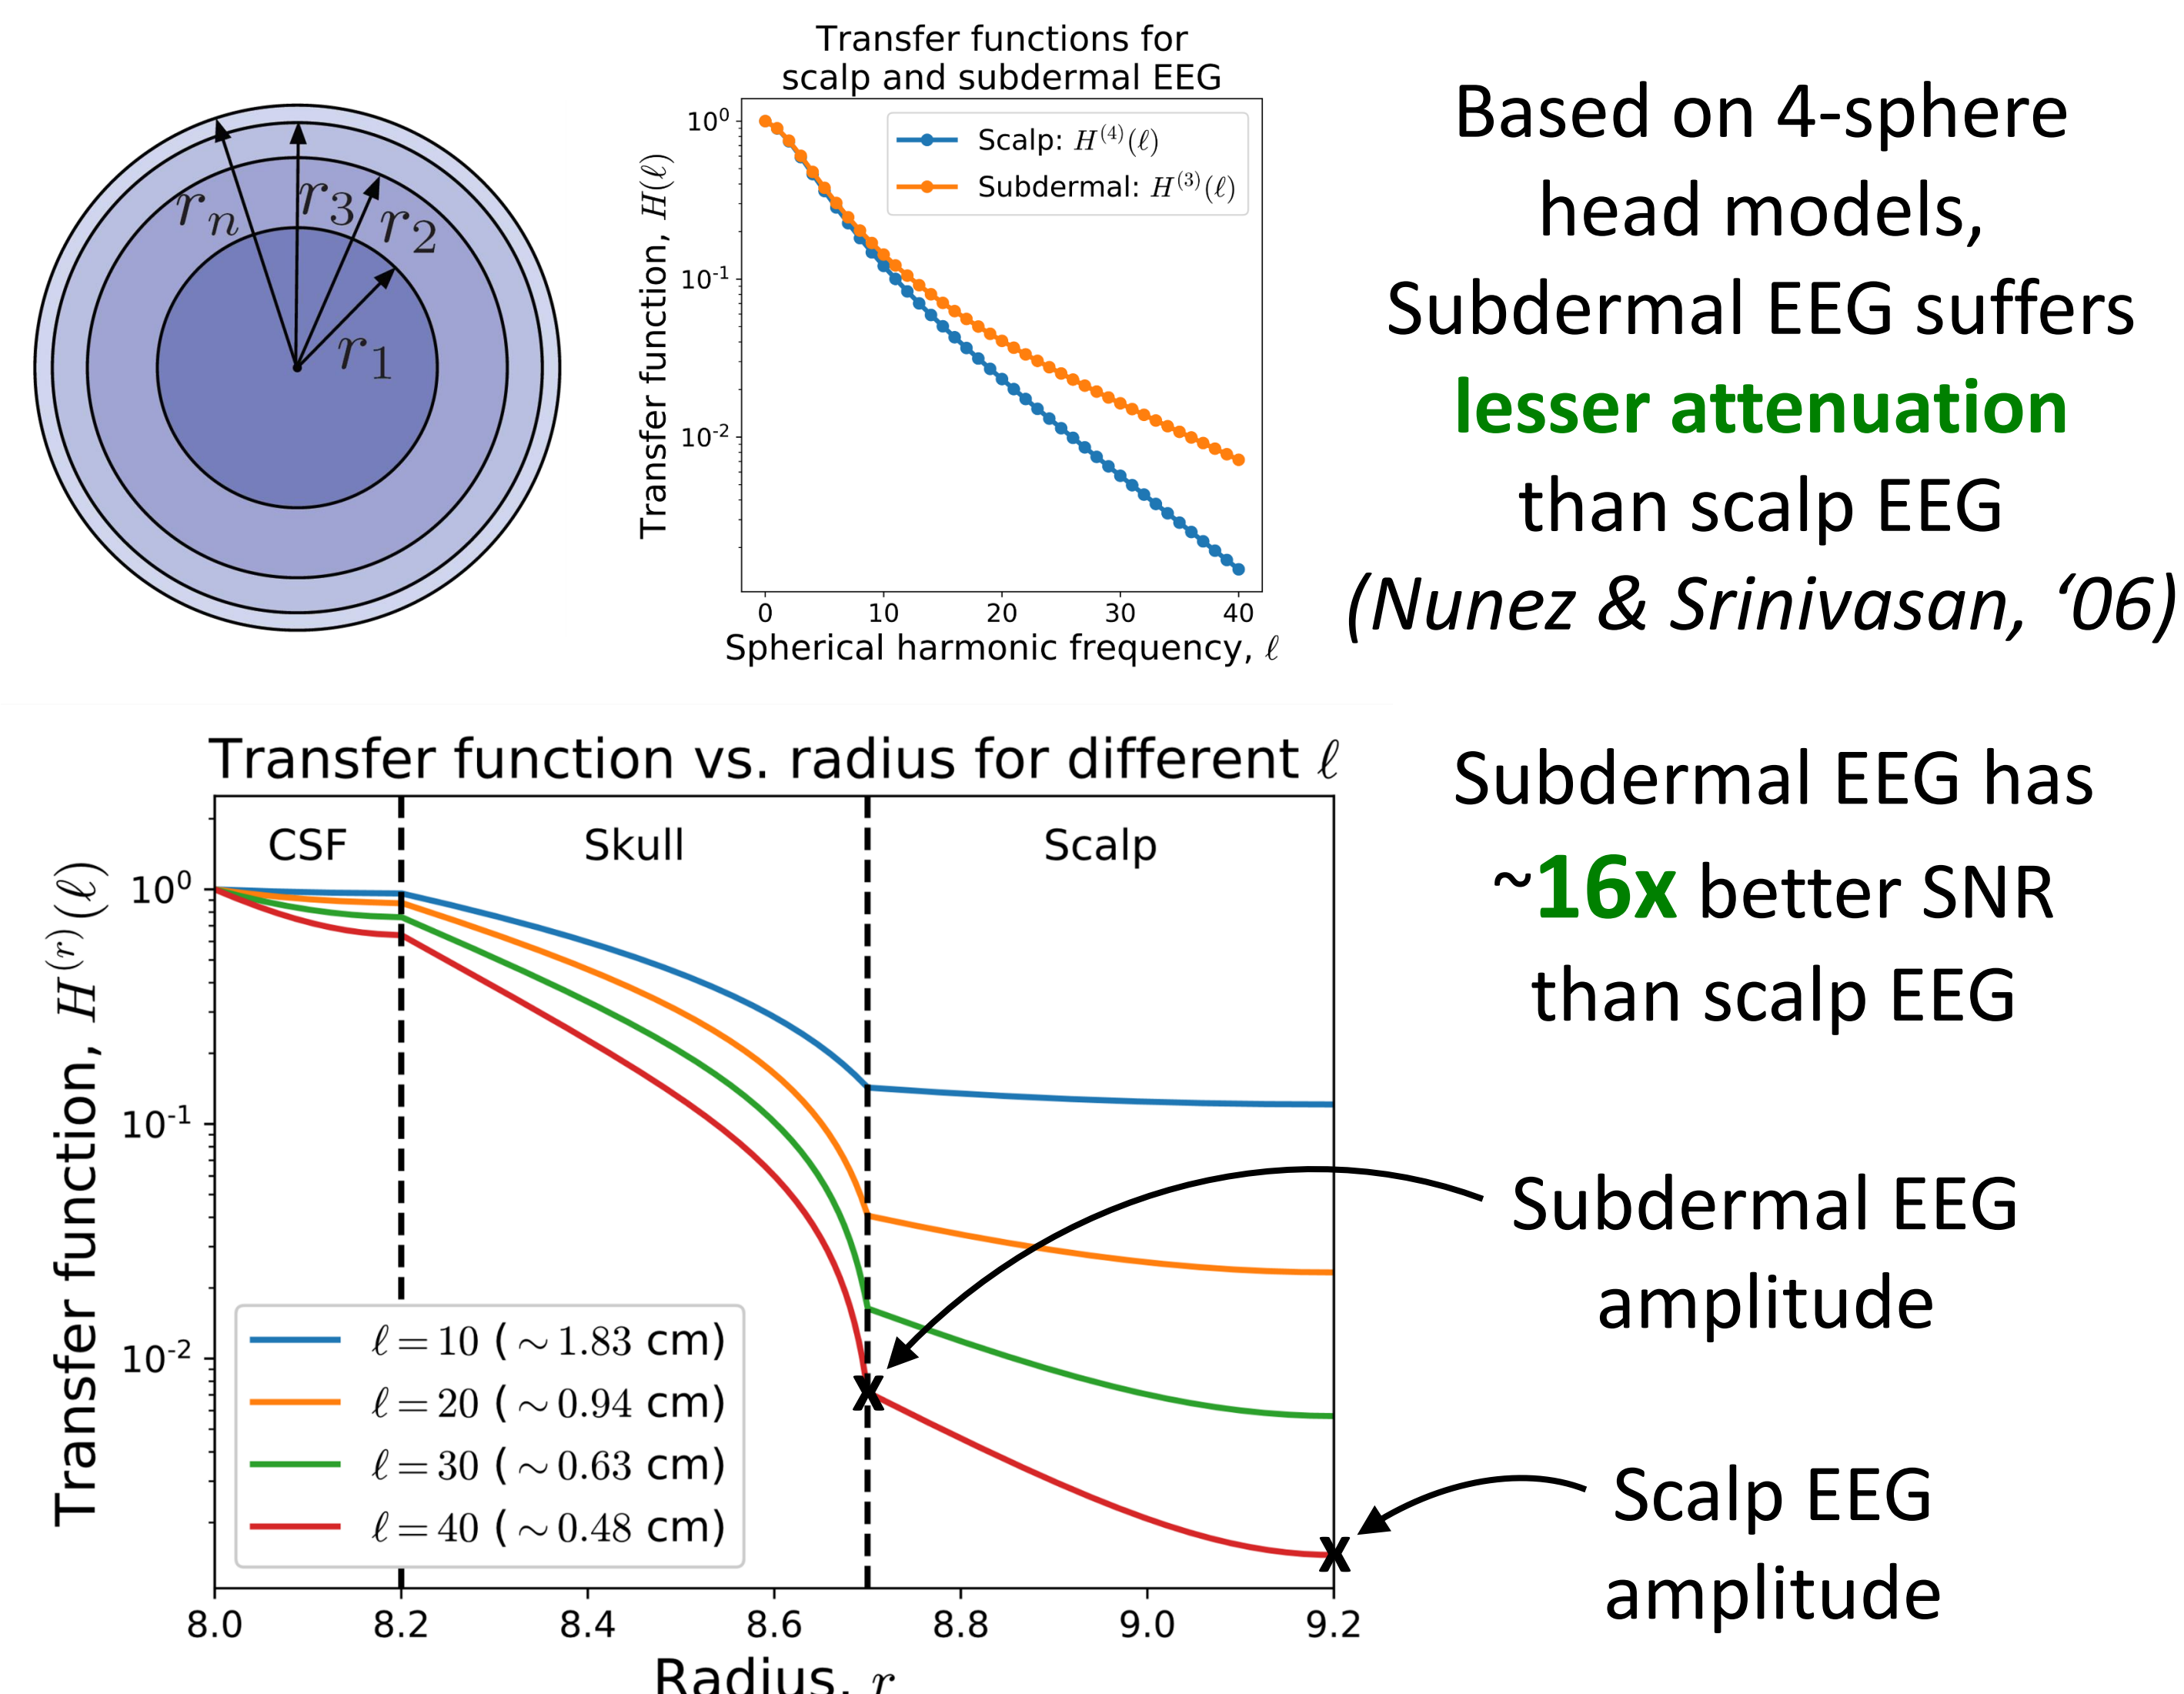 Transfer functions for
scalp and subdermal EEG
r_n
r_3
r_2
r_1
Transfer function, H(ℓ)
10^0
10^-1
10^-2
Scalp: H^(4)(ℓ)
Subdermal: H^(3)(ℓ)
0 10 20 30 40
Spherical harmonic frequency, ℓ
Based on 4-sphere
head models,
Subdermal EEG suffers
lesser attenuation
than scalp EEG
(Nunez & Srinivasan, ‘06)
Transfer function vs. radius for different ℓ
CSF Skull Scalp
Transfer function, H^(r)(ℓ)
10^0
10^-1
10^-2
ℓ = 10 (∼1.83 cm)
ℓ = 20 (∼0.94 cm)
ℓ = 30 (∼0.63 cm)
ℓ = 40 (∼0.48 cm)
X
X
8.0 8.2 8.4 8.6 8.8 9.0 9.2
Radius, r
Subdermal EEG has
~16x better SNR
than scalp EEG
Subdermal EEG
amplitude
Scalp EEG
amplitude